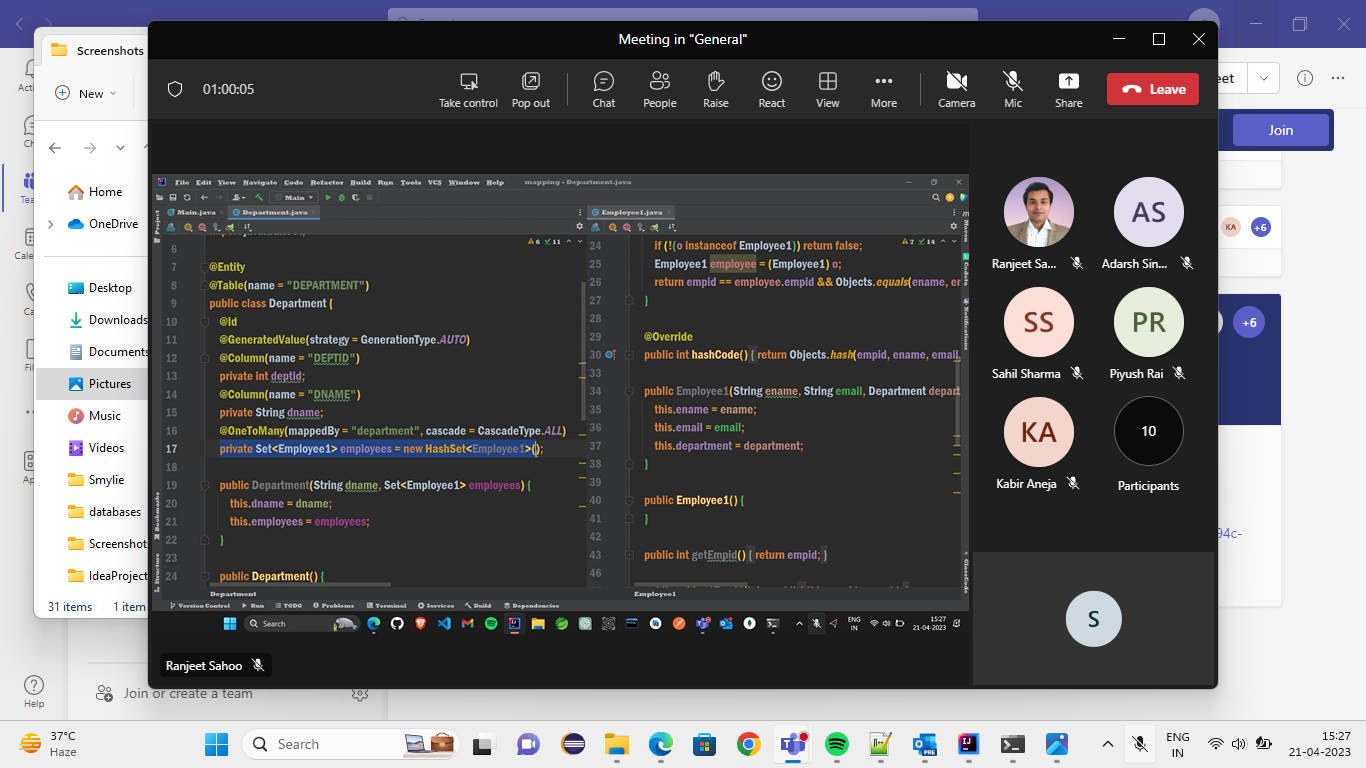 Meeting in "General"
01:00:05
Take control
Pop out
Chat
People
Raise
React
View
More
Camera
Mic
Share
Leave
Screenshots
New
Home
OneDrive
Desktop
Downloads
Documents
Pictures
Music
Videos
Smylie
databases
Screenshot
IdeaProject
31 items
1 item
Help
Join or create a team
File Edit View Navigate Code Refactor Build Run Tools VCS Window Help mapping - Department.java
Main
Main.java
Department.java
Employee1.java
Project
Bookmarks
Structure
6
7 @Entity
8 @Table(name = "DEPARTMENT")
9 public class Department {
10 @Id
11 @GeneratedValue(strategy = GenerationType.AUTO)
12 @Column(name = "DEPTID")
13 private int deptid;
14 @Column(name = "DNAME")
15 private String dname;
16 @OneToMany(mappedBy = "department", cascade = CascadeType.ALL)
17 private Set<Employee1> employees = new HashSet<Employee1>();
18
19 public Department(String dname, Set<Employee1> employees) {
20 this.dname = dname;
21 this.employees = employees;
22 }
23
24 public Department() {
Department
6 11
24 if (!(o instanceof Employee1)) return false;
25 Employee1 employee = (Employee1) o;
26 return empid == employee.empid && Objects.equals(ename, en
27 }
28
29 @Override
30 public int hashCode() { return Objects.hash(empid, ename, email,
33
34 public Employee1(String ename, String email, Department depart
35 this.ename = ename;
36 this.email = email;
37 this.department = department;
38 }
39
40 public Employee1() {
41 }
42
43 public int getEmpid() { return empid; }
46
Employee1
2 14
Maven
Notifications
Version Control Run TODO Problems Terminal Services Build Dependencies
Search
ENG
IN
15:27
21-04-2023
Ranjeet Sahoo
Ranjeet Sa...
AS
Adarsh Sin...
SS
Sahil Sharma
PR
Piyush Rai
KA
Kabir Aneja
10
Participants
S
eet
Join
KA
+6
+6
94c-
37°C
Haze
Search
ENG
IN
15:27
21-04-2023